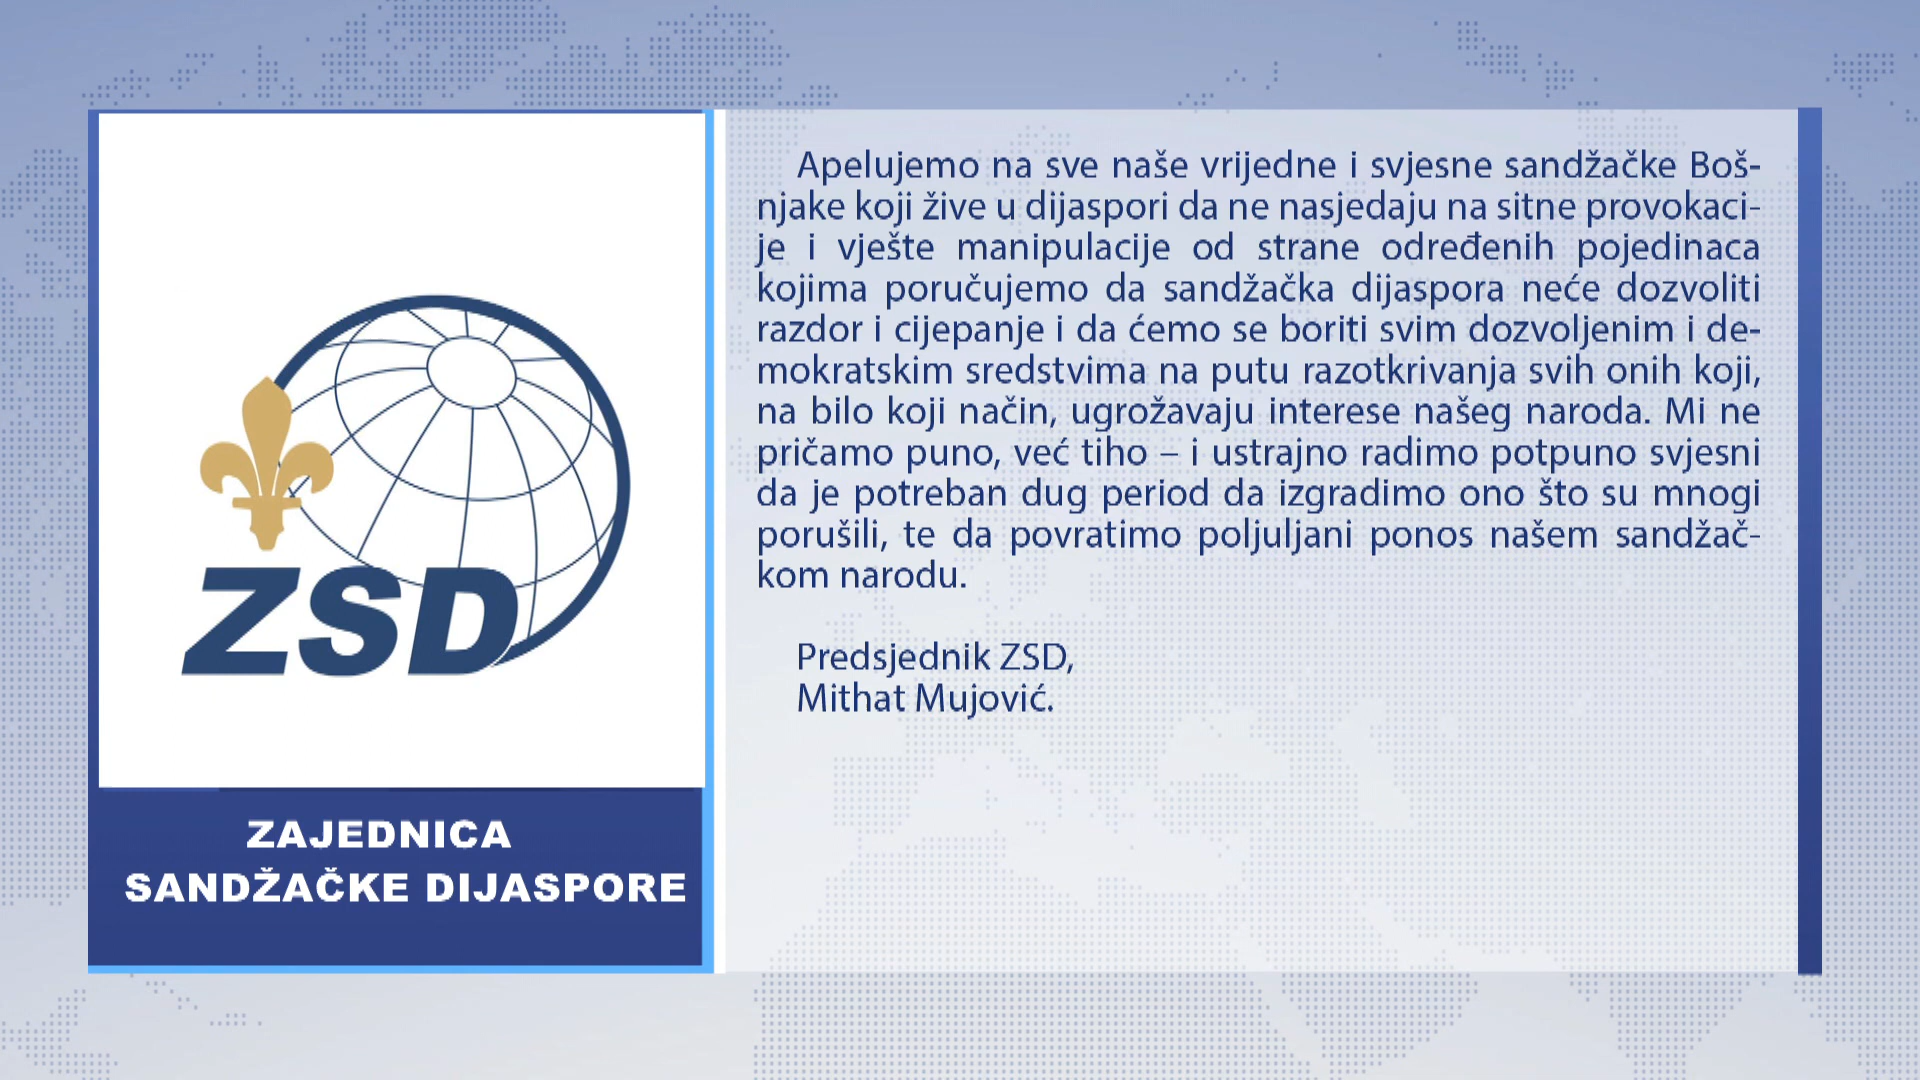 ZSD
ZAJEDNICA
SANDŽAČKE DIJASPORE
Apelujemo na sve naše vrijedne i svjesne sandžačke Boš-
njake koji žive u dijaspori da ne nasjedaju na sitne provokaci-
je i vješte manipulacije od strane određenih pojedinaca
kojima poručujemo da sandžačka dijaspora neće dozvoliti
razdor i cijepanje i da ćemo se boriti svim dozvoljenim i de-
mokratskim sredstvima na putu razotkrivanja svih onih koji,
na bilo koji način, ugrožavaju interese našeg naroda. Mi ne
pričamo puno, već tiho – i ustrajno radimo potpuno svjesni
da je potreban dug period da izgradimo ono što su mnogi
porušili, te da povratimo poljuljani ponos našem sandžač-
kom narodu.
Predsjednik ZSD,
Mithat Mujović.